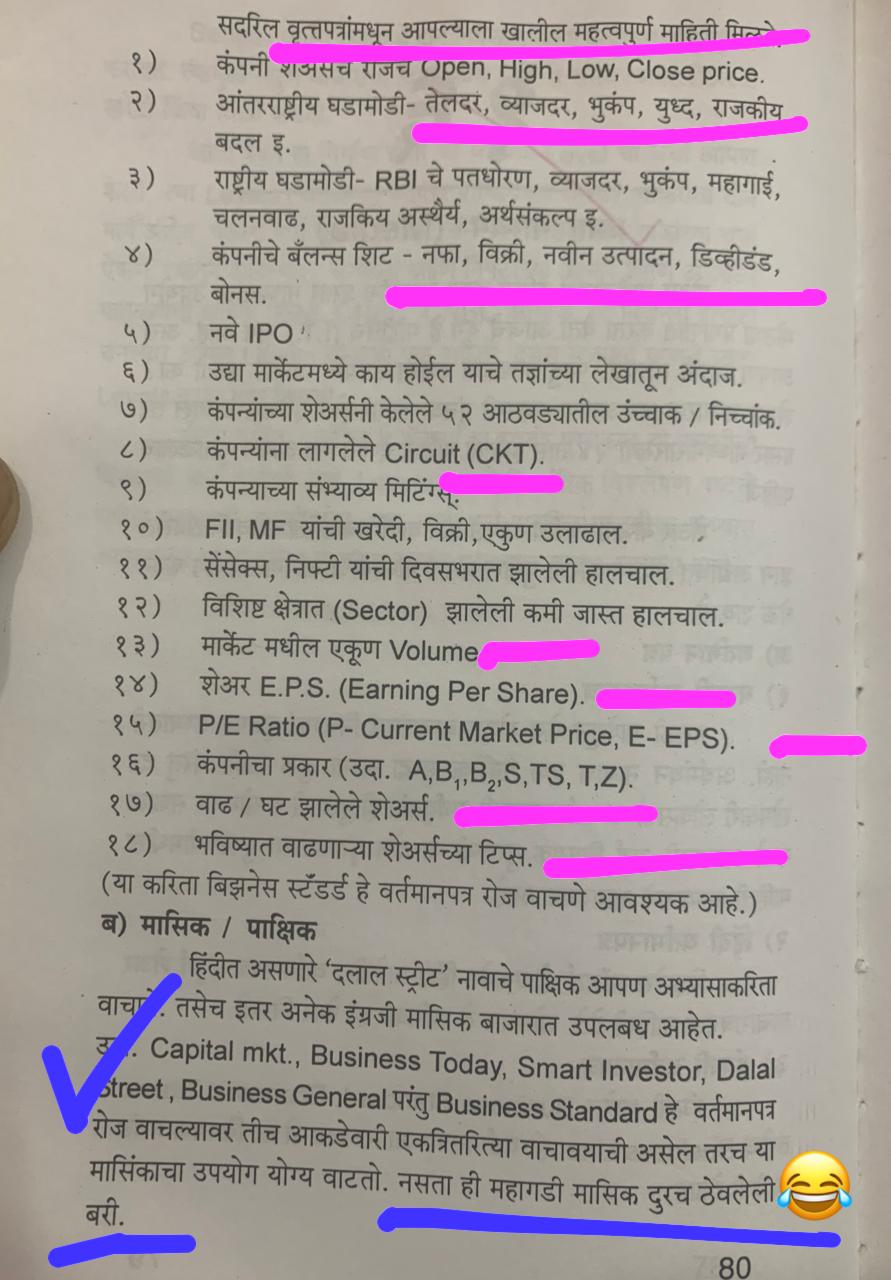 सदरिल वृत्तपत्रांमधून आपल्याला खालील महत्वपुर्ण माहिती
१) कंपनी शेअर्सचे रोजचे Open, High, Low, Close price.
२) आंतरराष्ट्रीय घडामोडी- तेलदर, व्याजदर, भुकंप, युध्द, राजकीय
बदल इ.
३) राष्ट्रीय घडामोडी- RBI चे पतधोरण, व्याजदर, भुकंप, महागाई,
चलनवाढ, राजकिय अस्थैर्य, अर्थसंकल्प इ.
४) कंपनीचे बॅंलन्स शिट - नफा, विक्री, नवीन उत्पादन, डिव्हीडंड,
बोनस.
५) नवे IPO
६) उद्या मार्केटमध्ये काय होईल याचे तज्ञांच्या लेखातून अंदाज.
७) कंपन्यांच्या शेअर्सनी केलेले ५२ आठवड्यातील उंच्चाक / निच्चांक.
८) कंपन्यांना लागलेले Circuit (CKT).
९) कंपन्याच्या संभ्याव्य मिटिंग्स्.
१०) FII, MF यांची खरेदी, विक्री,एकुण उलाढाल.
११) सेंसेक्स, निफ्टी यांची दिवसभरात झालेली हालचाल.
१२) विशिष्ट क्षेत्रात (Sector) झालेली कमी जास्त हालचाल.
१३) मार्केट मधील एकूण Volume
१४) शेअर E.P.S. (Earning Per Share).
१५) P/E Ratio (P- Current Market Price, E- EPS).
१६) कंपनीचा प्रकार (उदा. A,B₁,B₂,S,TS, T,Z).
१७) वाढ / घट झालेले शेअर्स.
१८) भविष्यात वाढणाऱ्या शेअर्सच्या टिप्स.
(या करिता बिझनेस स्टॅंडर्ड हे वर्तमानपत्र रोज वाचणे आवश्यक आहे.)
ब) मासिक / पाक्षिक
हिंदीत असणारे ‘दलाल स्ट्रीट’ नावाचे पाक्षिक आपण अभ्यासाकरिता
तसेच इतर अनेक इंग्रजी मासिक बाजारात उपलबध आहेत.
Capital mkt., Business Today, Smart Investor, Dalal
Street, Business General परंतु Business Standard हे वर्तमानपत्र
रोज वाचल्यावर तीच आकडेवारी एकत्रितरित्या वाचावयाची असेल तरच या
मासिंकाचा उपयोग योग्य वाटतो. नसता ही महागडी मासिक दुरच ठेवलेली
बरी.
80